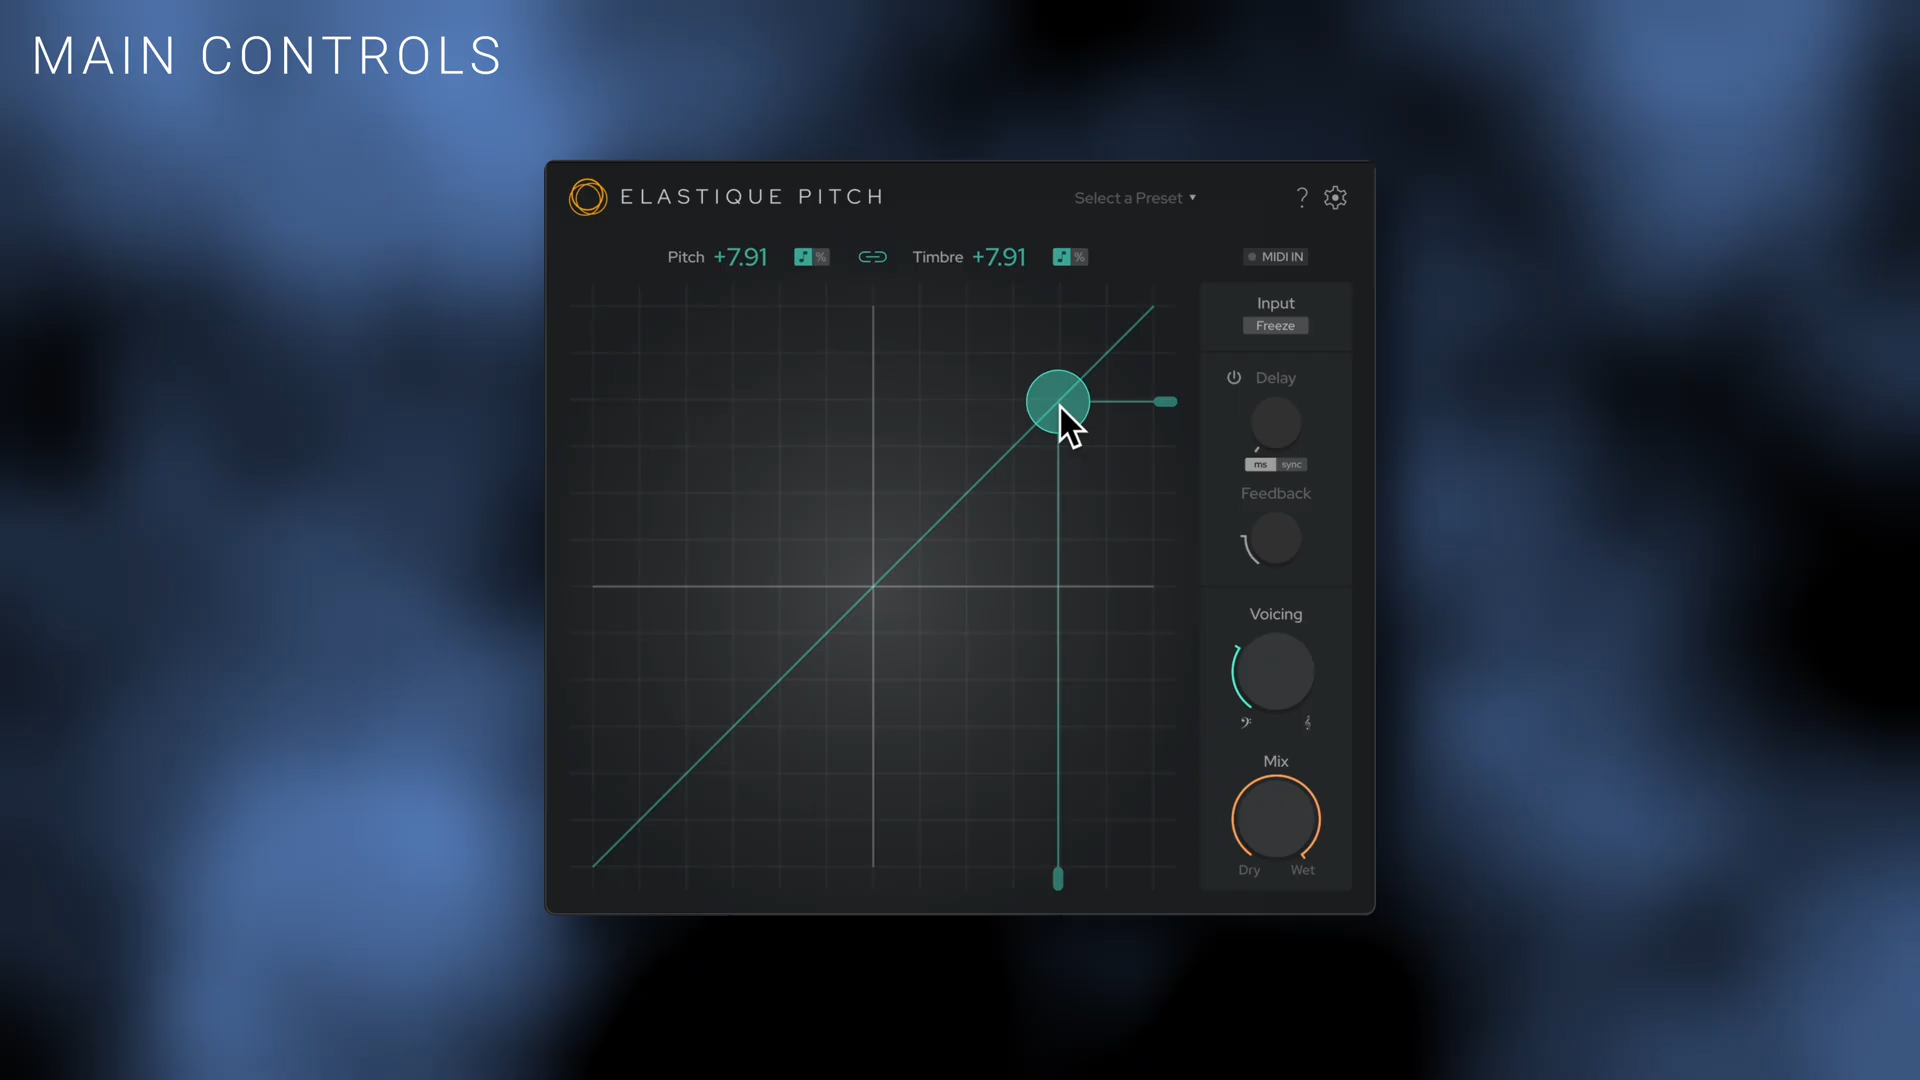 MAIN CONTROLS
ELASTIQUE PITCH
Select a Preset
?
Pitch +7.91 % Timbre +7.91 %
MIDI IN
Input
Freeze
Delay
ms sync
Feedback
Voicing
Mix
Dry Wet